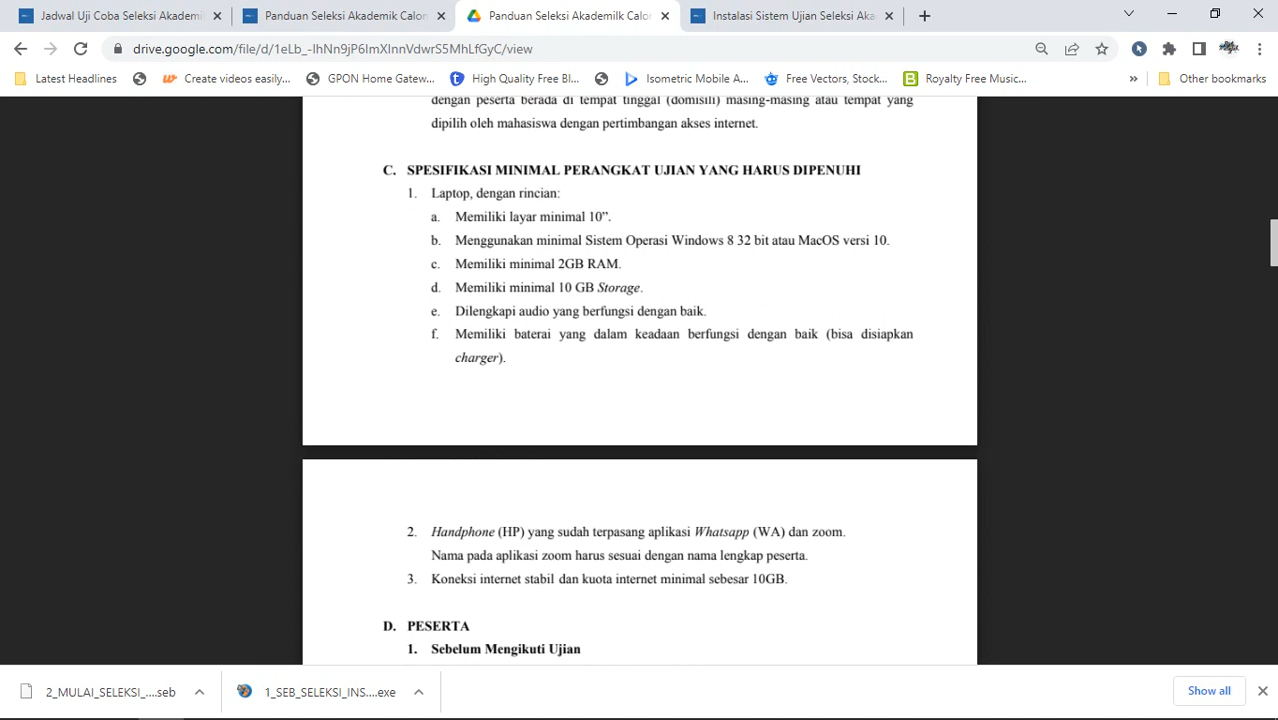 Jadwal Uji Coba Seleksi Akademi
Panduan Seleksi Akademik Calon
Panduan Seleksi Akademilk Calo
Instalasi Sistem Ujian Seleksi Aka
drive.google.com/file/d/1eLb_-IhNn9jP6ImXlnnVdwrS5MhLfGyC/view
Latest Headlines
Create videos easily...
GPON Home Gatew...
High Quality Free Bl...
Isometric Mobile A...
Free Vectors, Stock...
Royalty Free Music...
»
Other bookmarks
dengan peserta berada di tempat tinggal (domisili) masing-masing atau tempat yang
dipilih oleh mahasiswa dengan pertimbangan akses internet.
C. SPESIFIKASI MINIMAL PERANGKAT UJIAN YANG HARUS DIPENUHI
1. Laptop, dengan rincian:
a. Memiliki layar minimal 10”.
b. Menggunakan minimal Sistem Operasi Windows 8 32 bit atau MacOS versi 10.
c. Memiliki minimal 2GB RAM.
d. Memiliki minimal 10 GB Storage.
e. Dilengkapi audio yang berfungsi dengan baik.
f. Memiliki baterai yang dalam keadaan berfungsi dengan baik (bisa disiapkan
charger).
2. Handphone (HP) yang sudah terpasang aplikasi Whatsapp (WA) dan zoom.
Nama pada aplikasi zoom harus sesuai dengan nama lengkap peserta.
3. Koneksi internet stabil dan kuota internet minimal sebesar 10GB.
D. PESERTA
1. Sebelum Mengikuti Ujian
2_MULAI_SELEKSI_....seb
1_SEB_SELEKSI_INS....exe
Show all